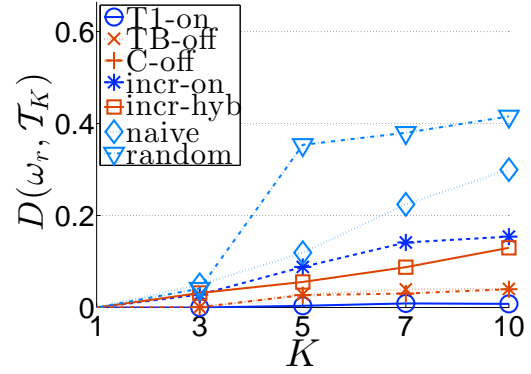 T1-on
TB-off
C-off
incr-on
incr-hyb
naive
random
0.6
0.4
0.2
0
D(ω_r, 𝒯_K)
1 3 5 7 10
K